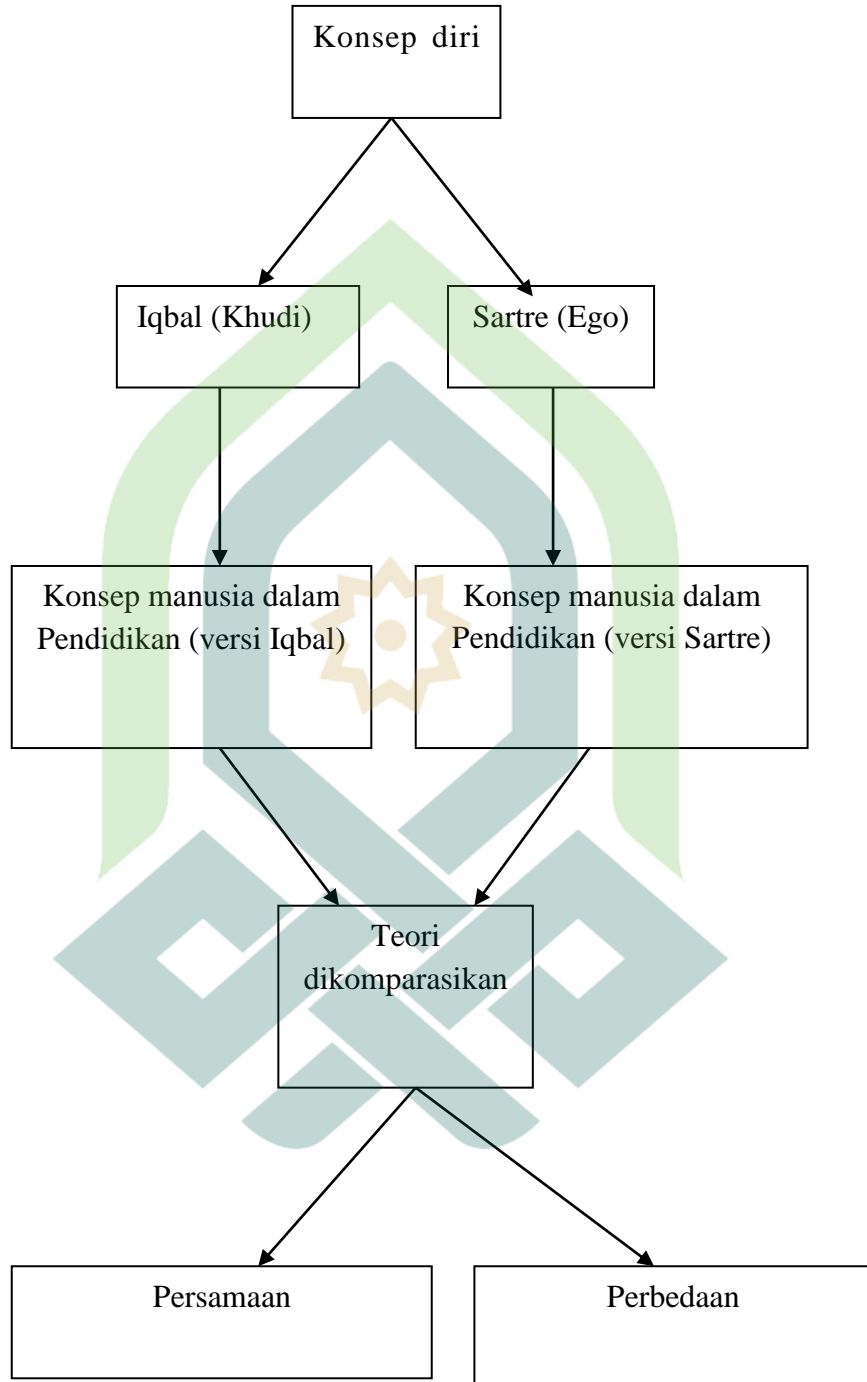 Konsep diri
Iqbal (Khudi)
Sartre (Ego)
Konsep manusia dalam
Pendidikan (versi Iqbal)
Konsep manusia dalam
Pendidikan (versi Sartre)
Teori
dikomparasikan
Persamaan
Perbedaan